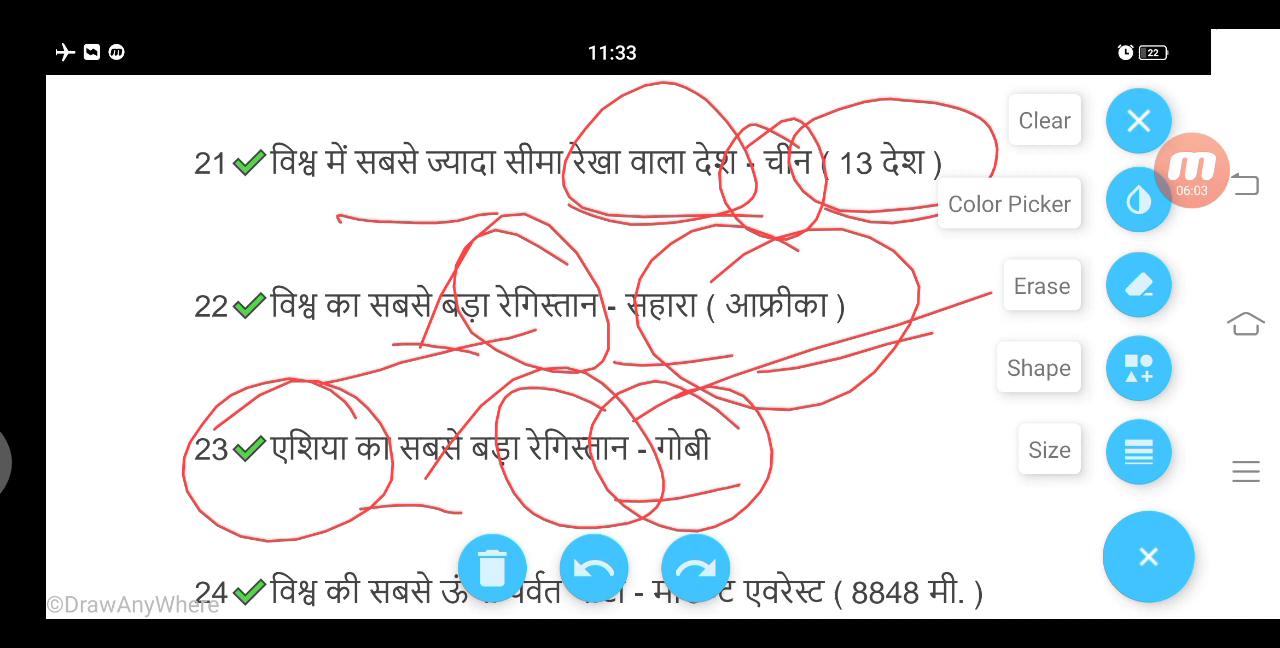 11:33
22
21 ✔ विश्व में सबसे ज्यादा सीमा रेखा वाला देश - चीन ( 13 देश )
Clear
06:03
Color Picker
22 ✔ विश्व का सबसे बड़ा रेगिस्तान - सहारा ( आफ्रीका )
Erase
Shape
23 ✔ एशिया का सबसे बड़ा रेगिस्तान - गोबी
Size
24 ✔ विश्व की सबसे पर्वत - एवरेस्ट ( 8848 मी. )
©DrawAnyWhere